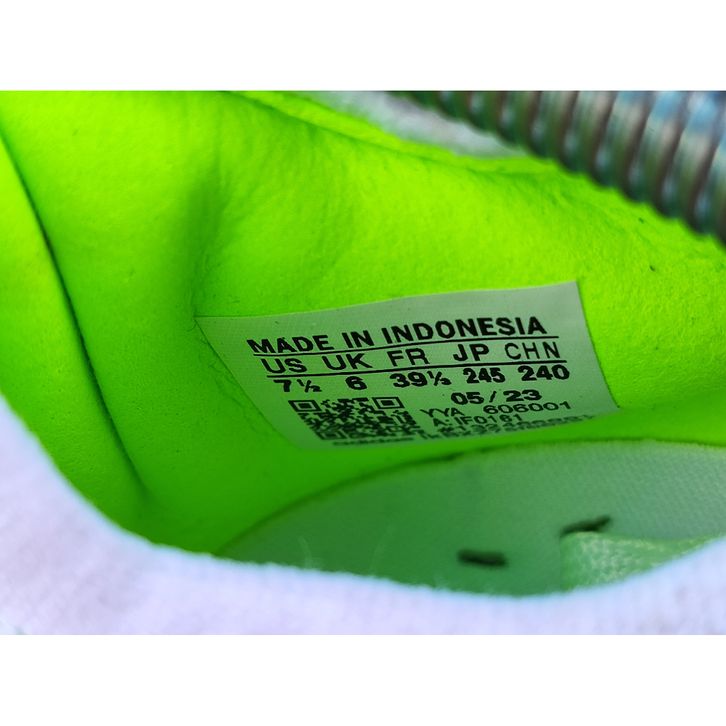 MADE IN INDONESIA
US UK FR JP CHN
7½ 6 39⅓ 245 240
05/23
YYA 606001
A: IF0161